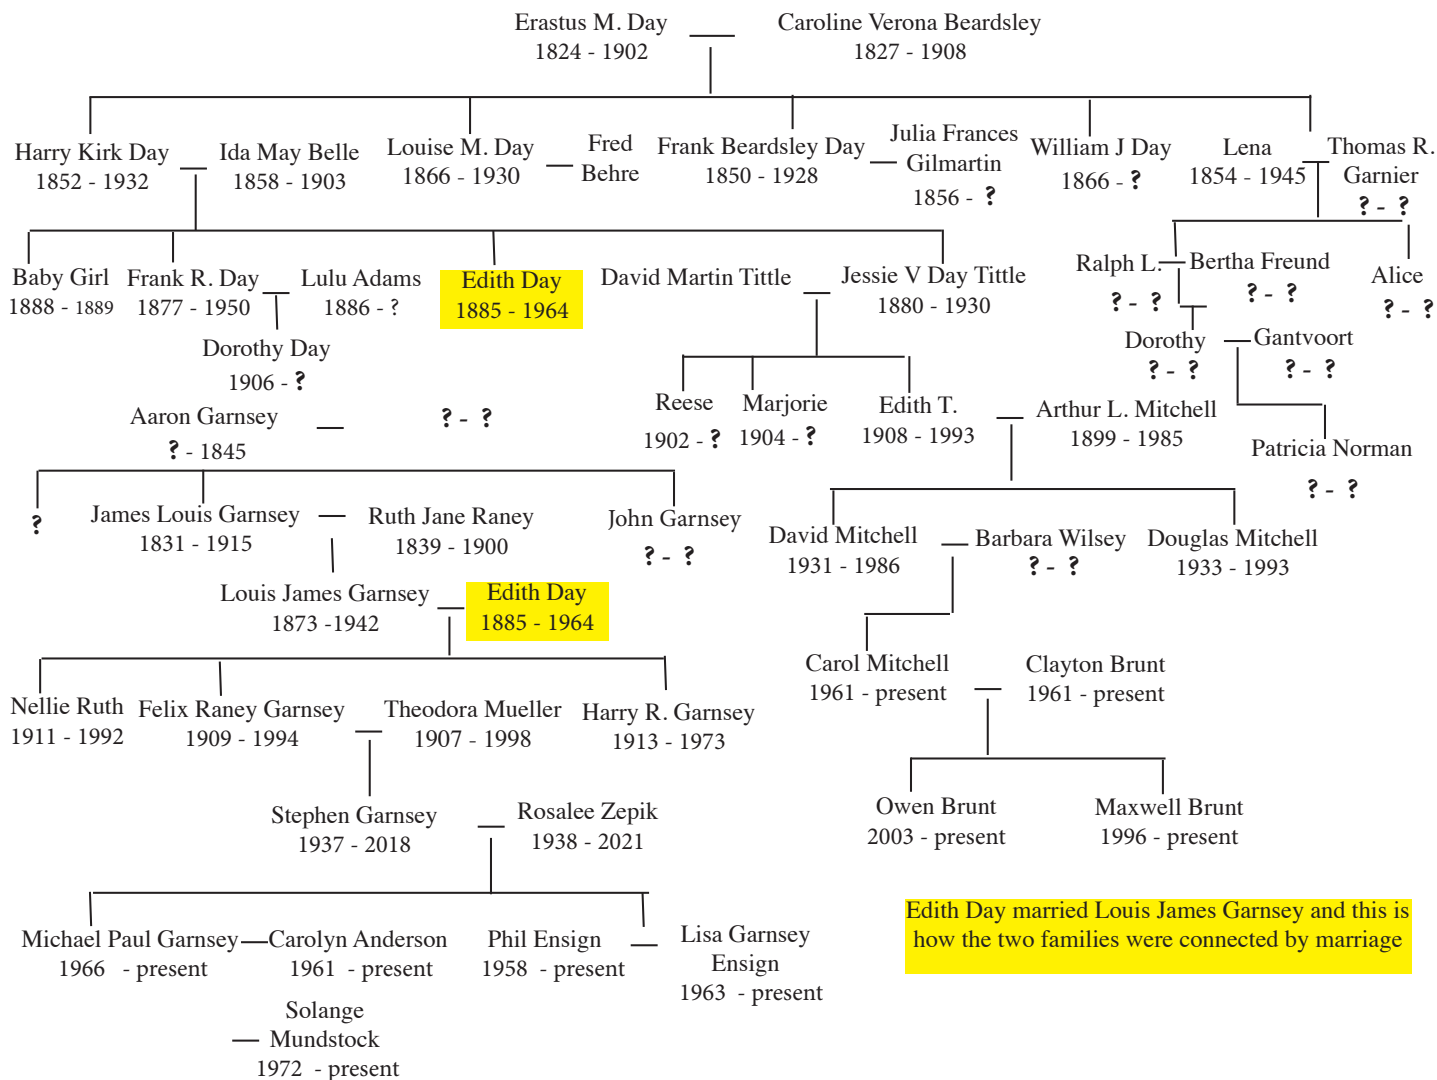 Erastus M. Day
1824 - 1902
Caroline Verona Beardsley
1827 - 1908
Harry Kirk Day
1852 - 1932
Ida May Belle
1858 - 1903
Louise M. Day
1866 - 1930
Fred
Behre
Frank Beardsley Day
1850 - 1928
Julia Frances
Gilmartin
1856 - ?
William J Day
1866 - ?
Lena
1854 - 1945
Thomas R.
Garnier
? - ?
Baby Girl
1888 - 1889
Frank R. Day
1877 - 1950
Lulu Adams
1886 - ?
Edith Day
1885 - 1964
David Martin Tittle
Jessie V Day Tittle
1880 - 1930
Ralph L.
? - ?
Bertha Freund
? - ?
Alice
? - ?
Dorothy Day
1906 - ?
Reese
1902 - ?
Marjorie
1904 - ?
Edith T.
1908 - 1993
Arthur L. Mitchell
1899 - 1985
Dorothy
? - ?
Gantvoort
? - ?
Patricia Norman
? - ?
Aaron Garnsey
? - 1845
? - ?
?
James Louis Garnsey
1831 - 1915
Ruth Jane Raney
1839 - 1900
John Garnsey
? - ?
David Mitchell
1931 - 1986
Barbara Wilsey
? - ?
Douglas Mitchell
1933 - 1993
Louis James Garnsey
1873 -1942
Edith Day
1885 - 1964
Carol Mitchell
1961 - present
Clayton Brunt
1961 - present
Nellie Ruth
1911 - 1992
Felix Raney Garnsey
1909 - 1994
Theodora Mueller
1907 - 1998
Harry R. Garnsey
1913 - 1973
Owen Brunt
2003 - present
Maxwell Brunt
1996 - present
Stephen Garnsey
1937 - 2018
Rosalee Zepik
1938 - 2021
Michael Paul Garnsey
1966 - present
Carolyn Anderson
1961 - present
Phil Ensign
1958 - present
Lisa Garnsey
Ensign
1963 - present
Solange
Mundstock
1972 - present
Edith Day married Louis James Garnsey and this is
how the two families were connected by marriage